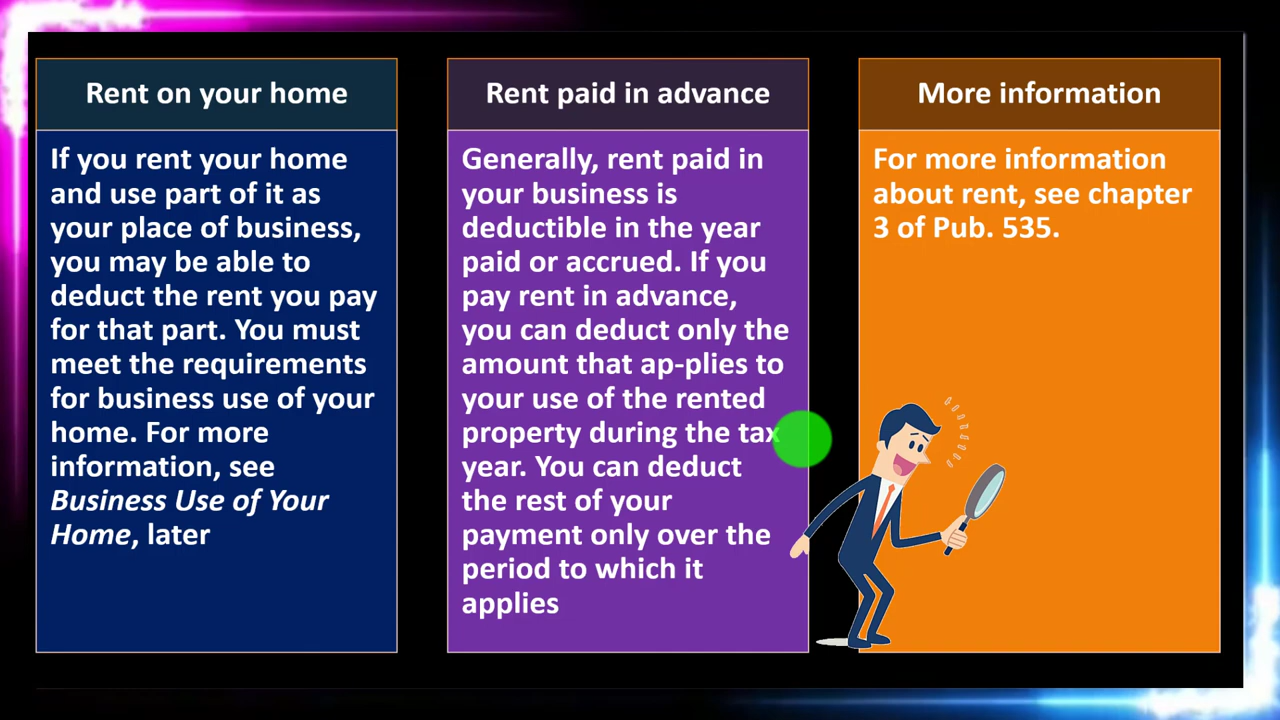 Rent on your home
If you rent your home
and use part of it as
your place of business,
you may be able to
deduct the rent you pay
for that part. You must
meet the requirements
for business use of your
home. For more
information, see
Business Use of Your
Home, later
Rent paid in advance
Generally, rent paid in
your business is
deductible in the year
paid or accrued. If you
pay rent in advance,
you can deduct only the
amount that ap-plies to
your use of the rented
property during the tax
year. You can deduct
the rest of your
payment only over the
period to which it
applies
More information
For more information
about rent, see chapter
3 of Pub. 535.